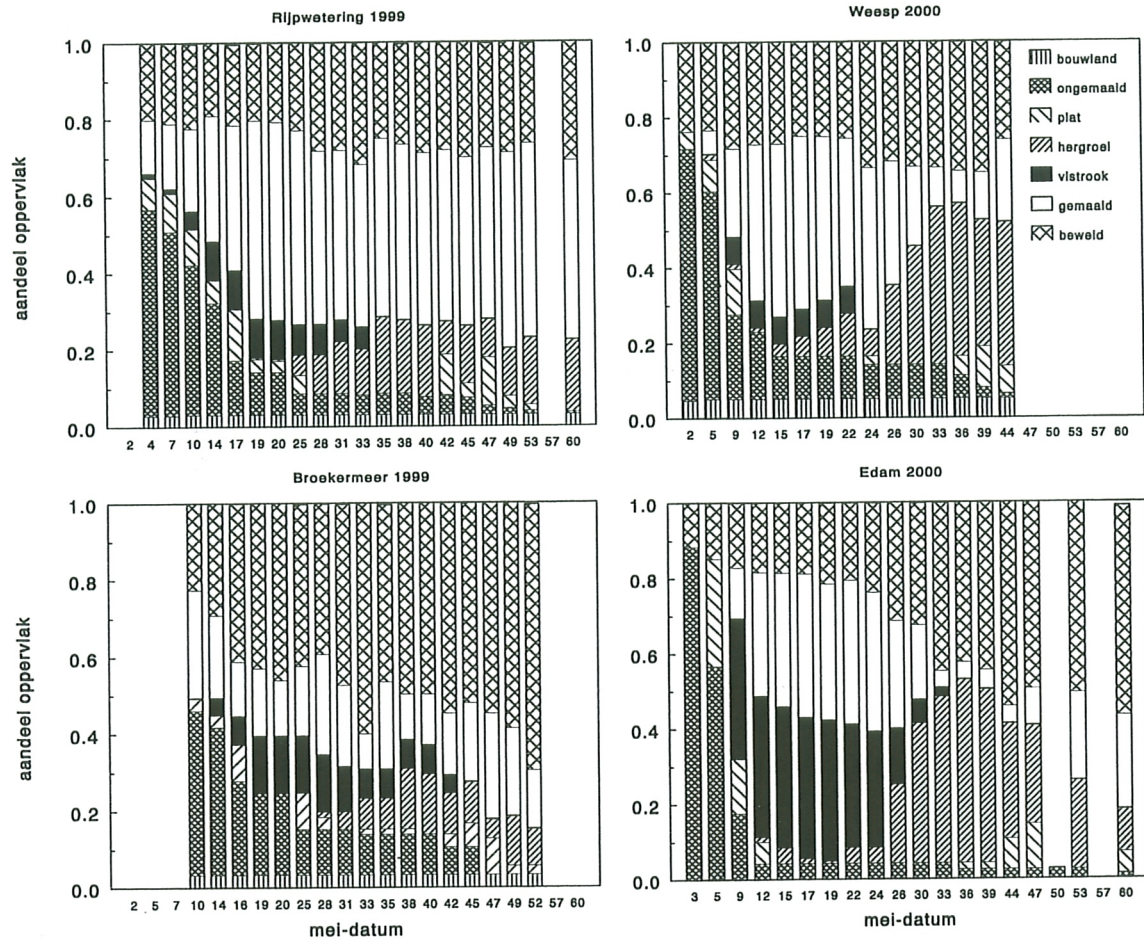 Rijpwetering 1999
aandeel oppervlak
1.0
0.8
0.6
0.4
0.2
0.0
2 4 7 10 14 17 19 20 25 28 31 33 35 38 40 42 45 47 49 53 57 60
Weesp 2000
1.0
0.8
0.6
0.4
0.2
0.0
2 5 9 12 15 17 19 22 24 26 30 33 36 39 44 47 50 53 57 60
bouwland
ongemaaid
plat
hergroei
vlstrook
gemaaid
beweid
Broekermeer 1999
aandeel oppervlak
1.0
0.8
0.6
0.4
0.2
0.0
2 5 7 10 14 16 19 20 25 28 31 33 35 38 40 42 45 47 49 52 57 60
mei-datum
Edam 2000
1.0
0.8
0.6
0.4
0.2
0.0
3 5 9 12 15 17 19 22 24 26 30 33 36 39 44 47 50 53 57 60
mei-datum